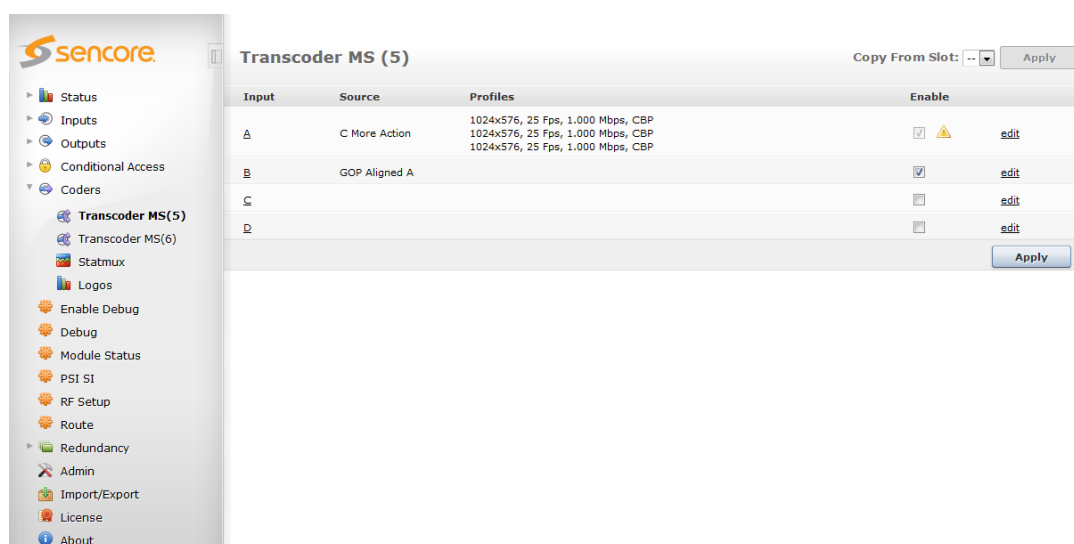 sencore
Status
Inputs
Outputs
Conditional Access
Coders
Transcoder MS(5)
Transcoder MS(6)
Statmux
Logos
Enable Debug
Debug
Module Status
PSI SI
RF Setup
Route
Redundancy
Admin
Import/Export
License
About
Transcoder MS (5)
Copy From Slot: -- Apply
Input Source Profiles Enable
A C More Action 1024x576, 25 Fps, 1.000 Mbps, CBP
1024x576, 25 Fps, 1.000 Mbps, CBP
1024x576, 25 Fps, 1.000 Mbps, CBP
edit
B GOP Aligned A edit
C edit
D edit
Apply